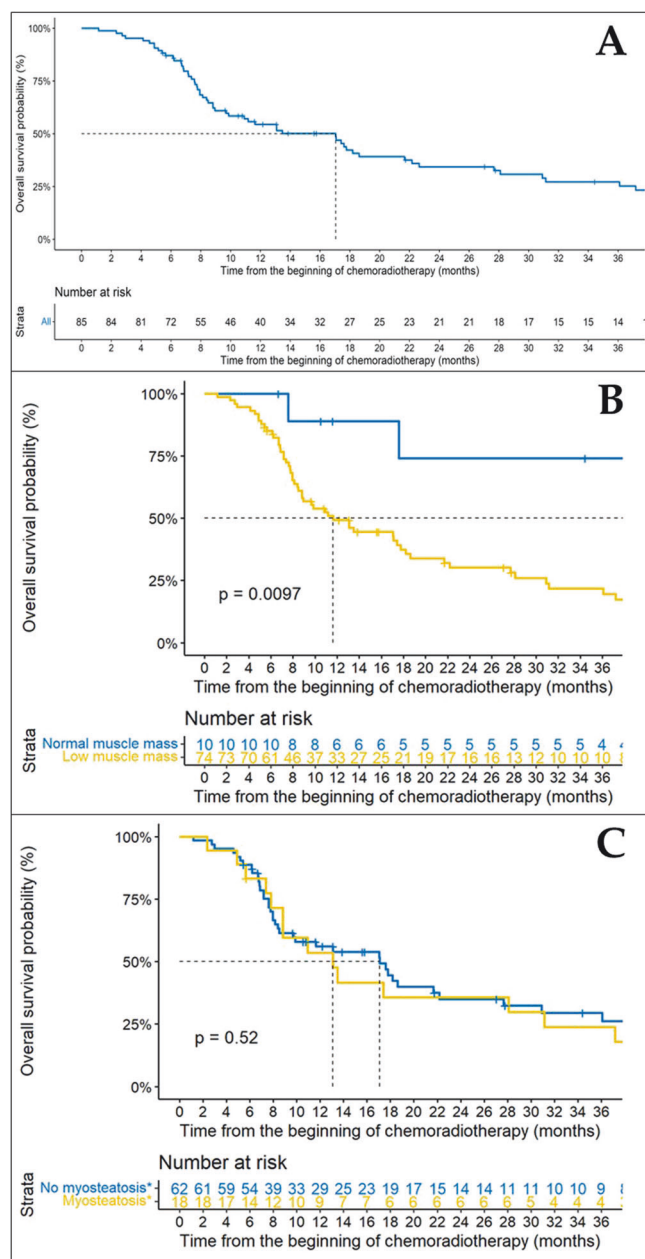 A
Overall survival probability (%)
100%
75%
50%
25%
0%
0 2 4 6 8 10 12 14 16 18 20 22 24 26 28 30 32 34 36
Time from the beginning of chemoradiotherapy (months)
Number at risk
Strata
All 85 84 81 72 55 46 40 34 32 27 25 23 21 21 18 17 15 15 14
0 2 4 6 8 10 12 14 16 18 20 22 24 26 28 30 32 34 36
Time from the beginning of chemoradiotherapy (months)
B
Overall survival probability (%)
100%
75%
50%
25%
0%
p = 0.0097
0 2 4 6 8 10 12 14 16 18 20 22 24 26 28 30 32 34 36
Time from the beginning of chemoradiotherapy (months)
Number at risk
Strata
Normal muscle mass 10 10 10 10 8 8 6 6 6 5 5 5 5 5 5 5 5 5 4
Low muscle mass 74 73 70 61 46 37 33 27 25 21 19 17 16 16 13 12 10 10 10
0 2 4 6 8 10 12 14 16 18 20 22 24 26 28 30 32 34 36
Time from the beginning of chemoradiotherapy (months)
C
Overall survival probability (%)
100%
75%
50%
25%
0%
p = 0.52
0 2 4 6 8 10 12 14 16 18 20 22 24 26 28 30 32 34 36
Time from the beginning of chemoradiotherapy (months)
Number at risk
Strata
No myosteatosis* 62 61 59 54 39 33 29 25 23 19 17 15 14 14 11 11 10 10 9
Myosteatosis* 18 18 17 14 12 10 9 7 7 6 6 6 6 6 6 5 4 4 4
0 2 4 6 8 10 12 14 16 18 20 22 24 26 28 30 32 34 36
Time from the beginning of chemoradiotherapy (months)